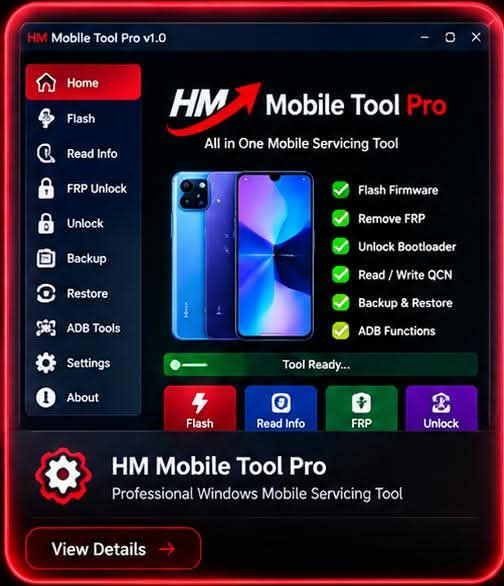 HM Mobile Tool Pro v1.0
Home
Flash
Read Info
FRP Unlock
Unlock
Backup
Restore
ADB Tools
Settings
About
HM Mobile Tool Pro
All in One Mobile Servicing Tool
Flash Firmware
Remove FRP
Unlock Bootloader
Read / Write QCN
Backup & Restore
ADB Functions
Tool Ready...
Flash
Read Info
FRP
Unlock
HM Mobile Tool Pro
Professional Windows Mobile Servicing Tool
View Details →